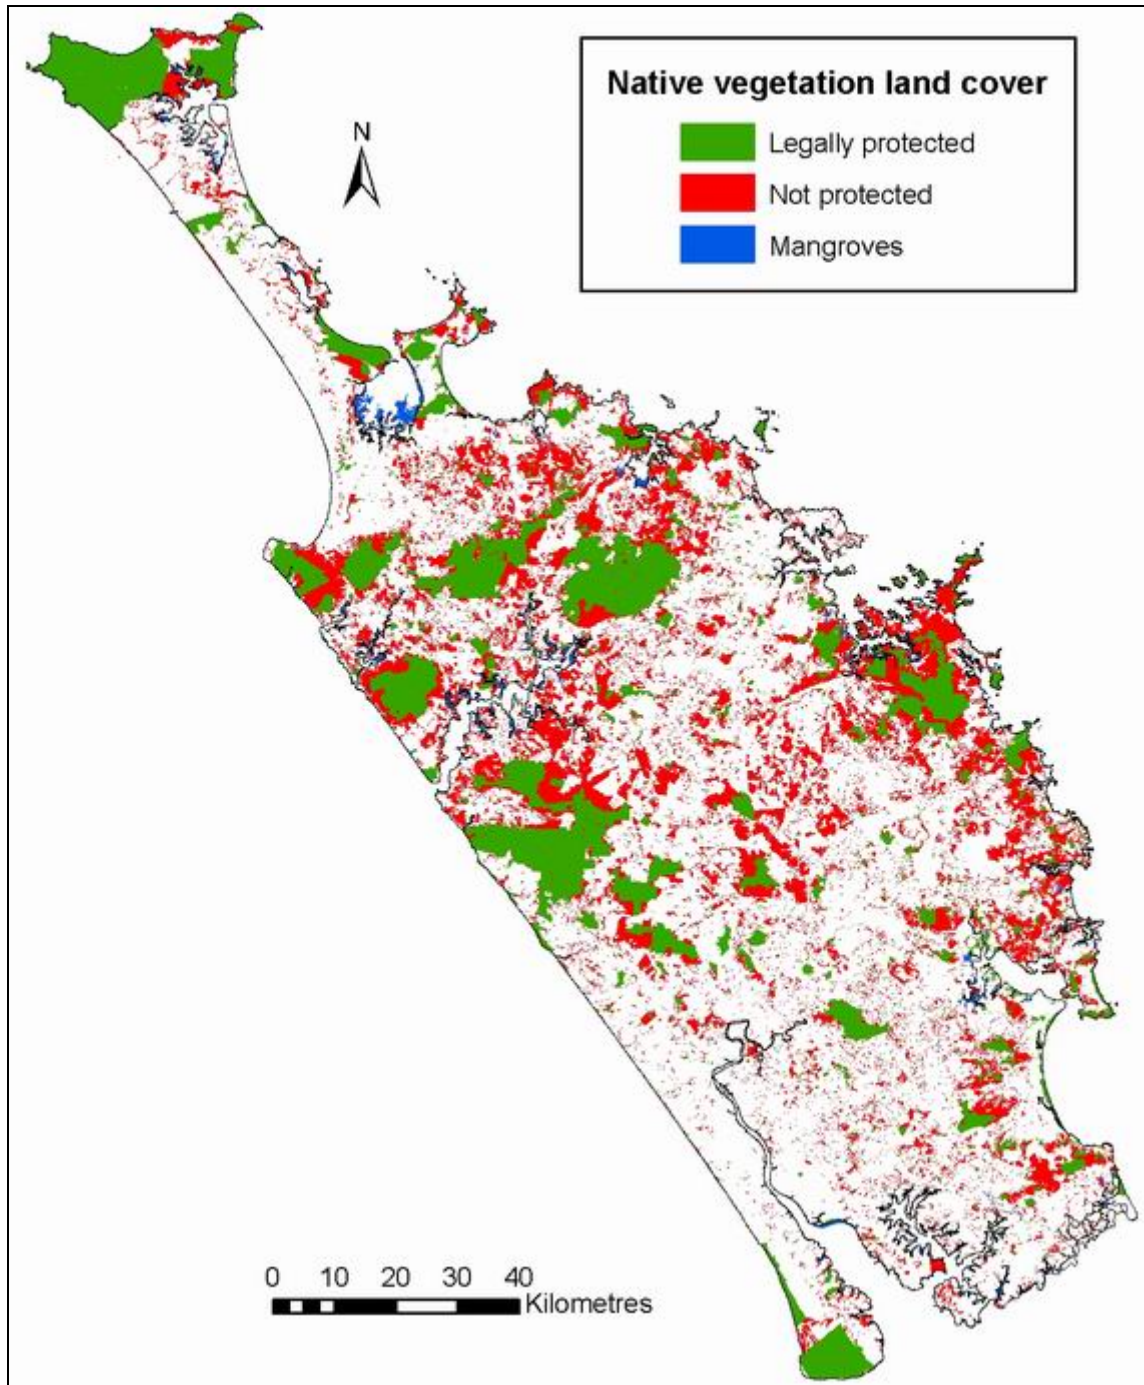 Native vegetation land cover
Legally protected
Not protected
Mangroves
N
0 10 20 30 40
Kilometres